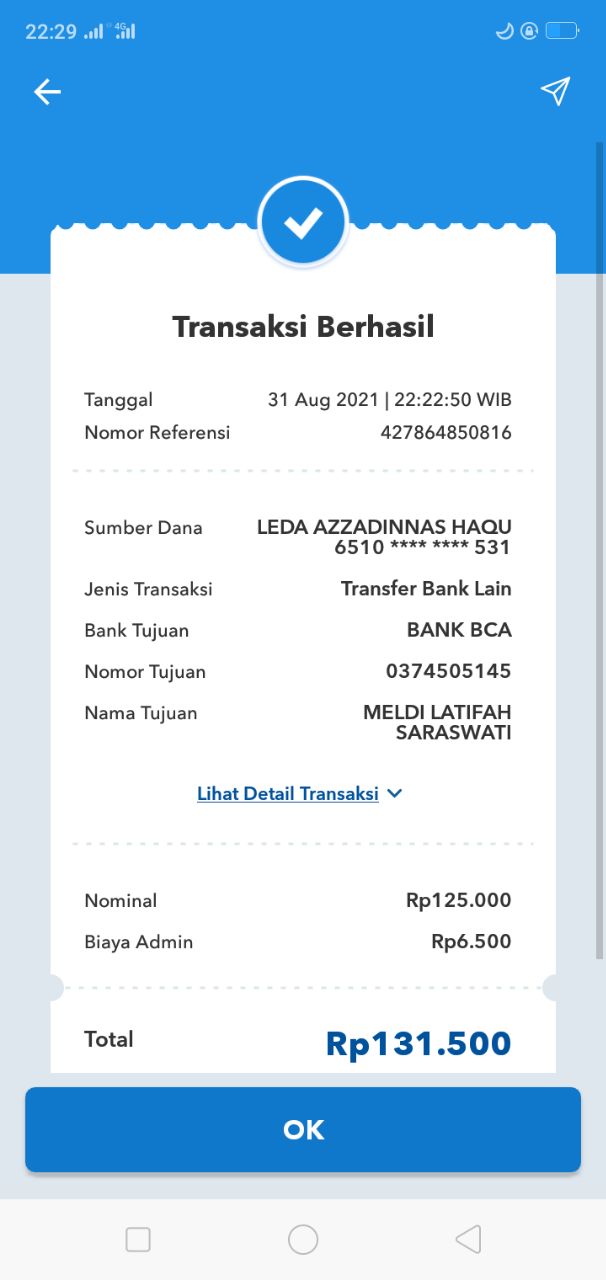 22:29 4G
Transaksi Berhasil
Tanggal 31 Aug 2021 | 22:22:50 WIB
Nomor Referensi 427864850816
Sumber Dana LEDA AZZADINNAS HAQU
6510 **** **** 531
Jenis Transaksi Transfer Bank Lain
Bank Tujuan BANK BCA
Nomor Tujuan 0374505145
Nama Tujuan MELDI LATIFAH
SARASWATI
Lihat Detail Transaksi
Nominal Rp125.000
Biaya Admin Rp6.500
Total Rp131.500
OK